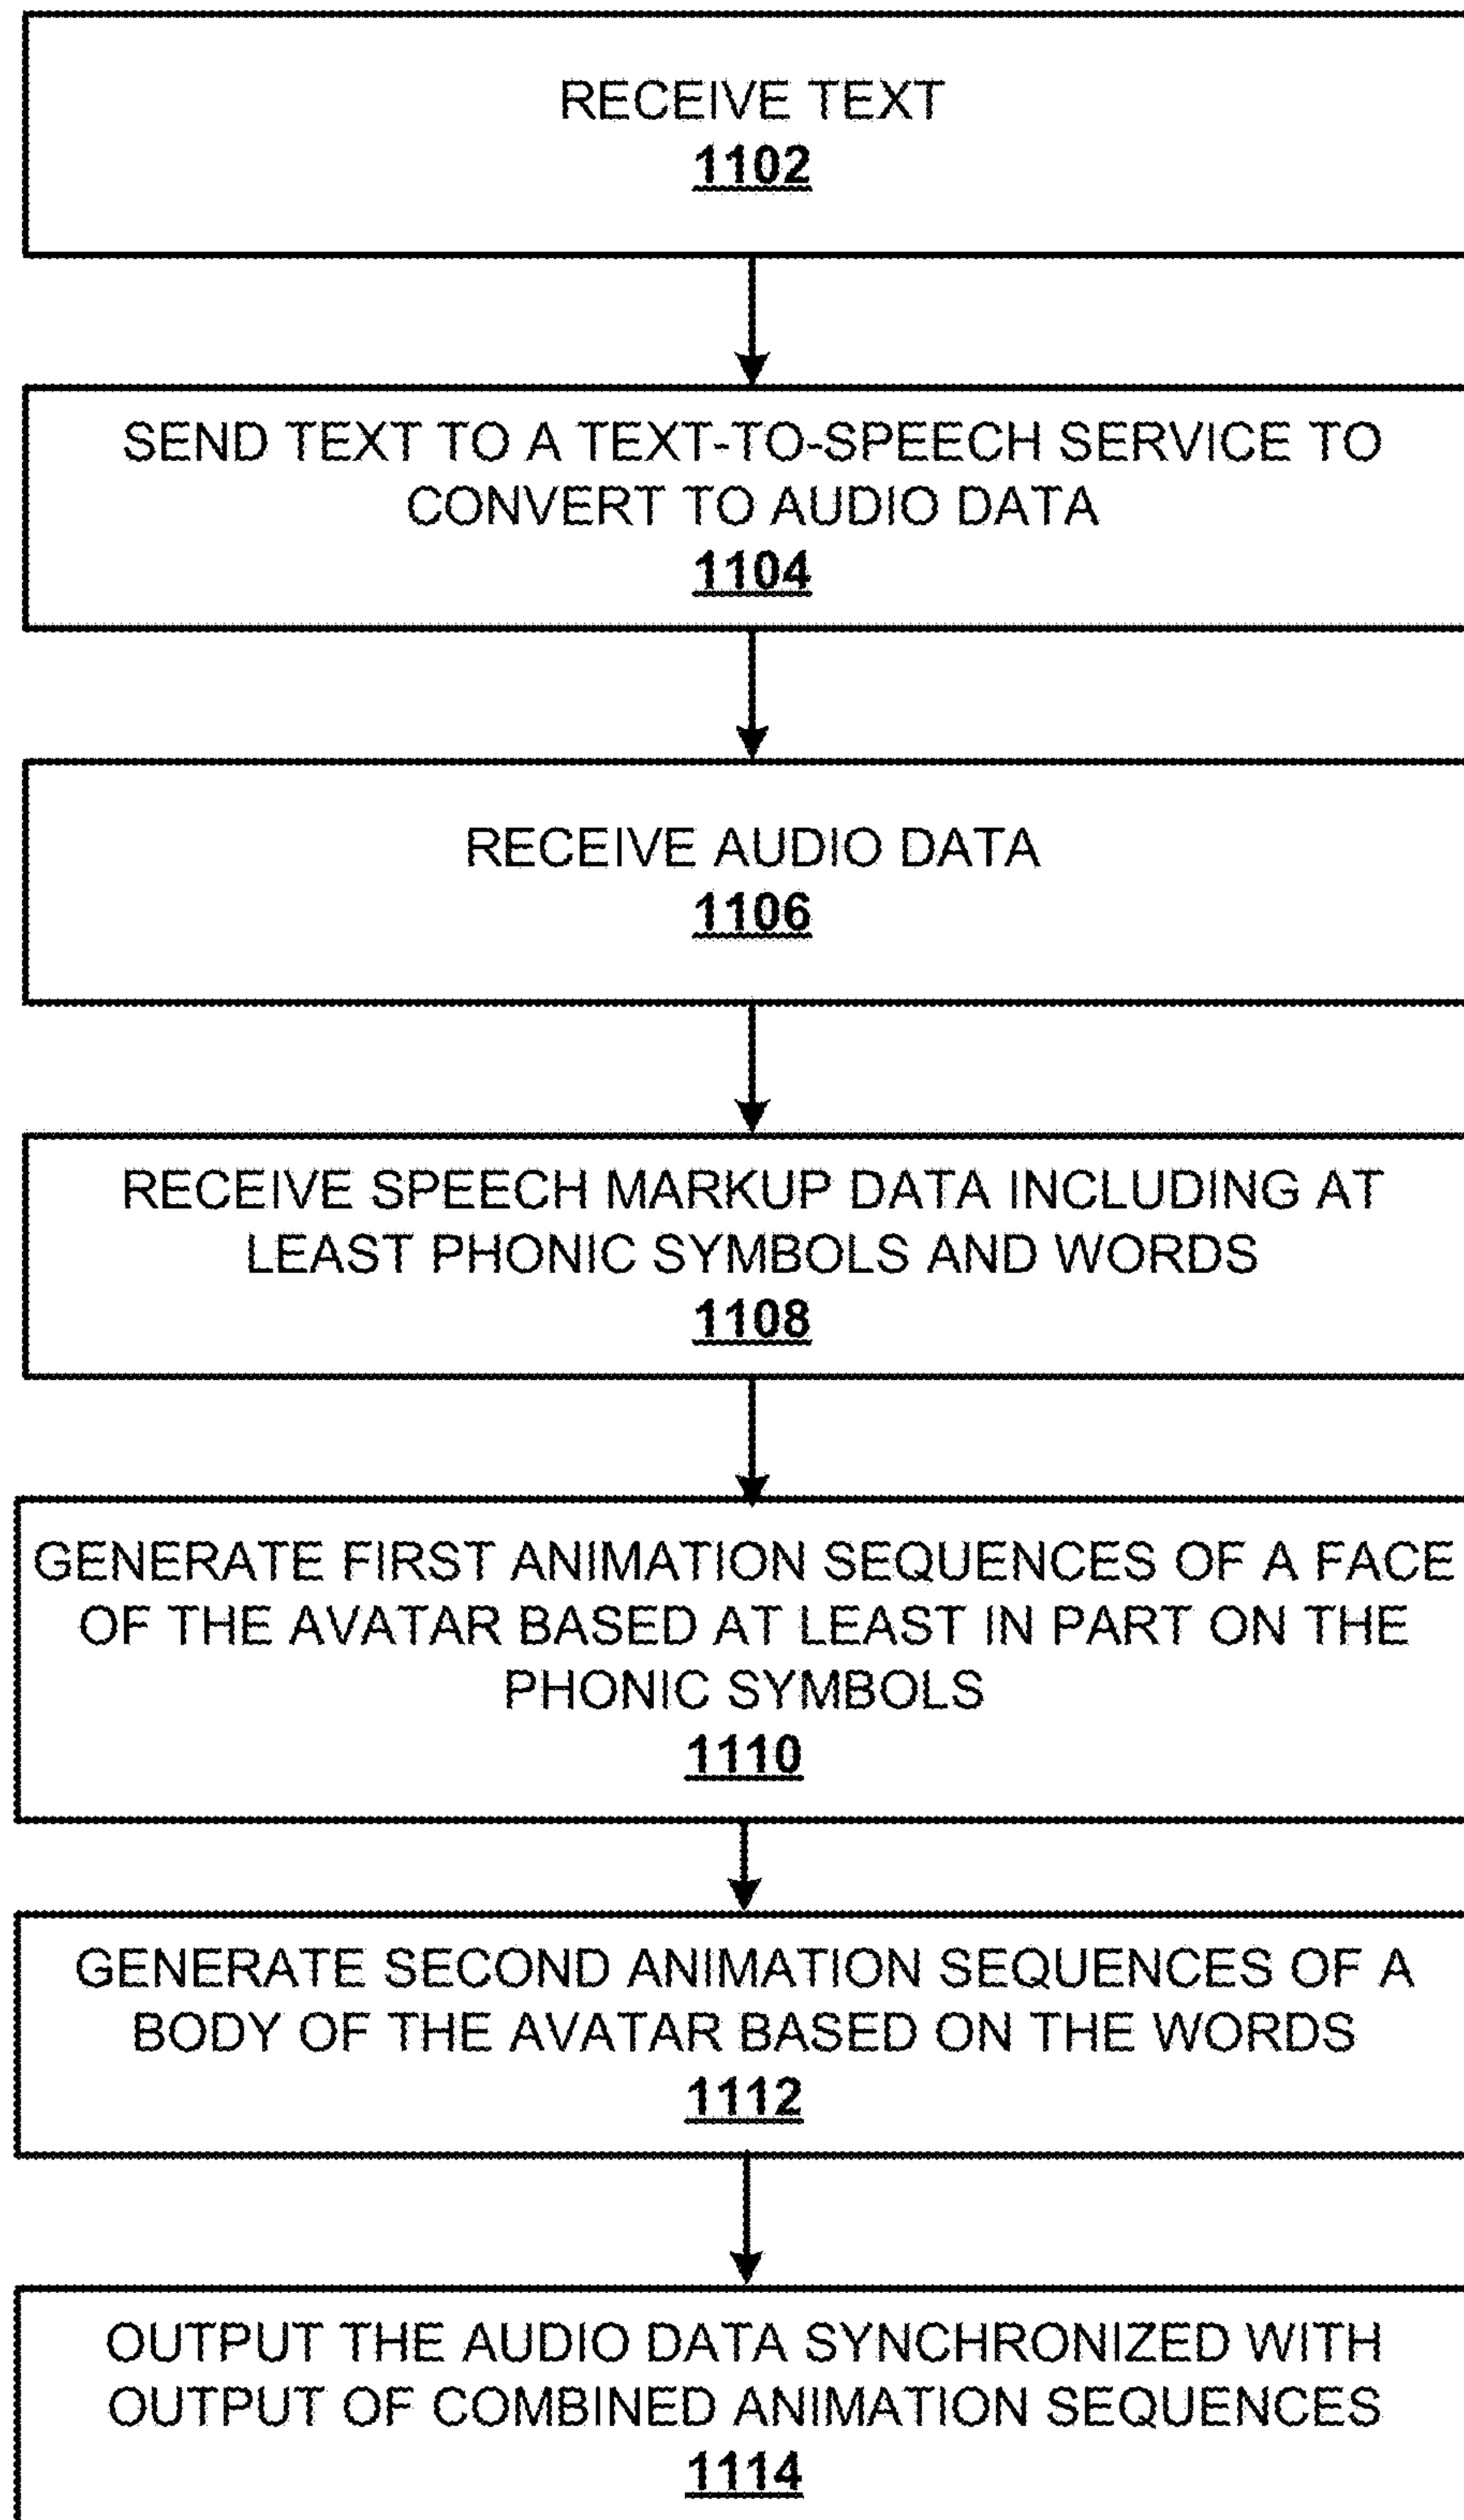 RECEIVE TEXT
1102
SEND TEXT TO A TEXT-TO-SPEECH SERVICE TO
CONVERT TO AUDIO DATA
1104
RECEIVE AUDIO DATA
1106
RECEIVE SPEECH MARKUP DATA INCLUDING AT
LEAST PHONIC SYMBOLS AND WORDS
1108
GENERATE FIRST ANIMATION SEQUENCES OF A FACE
OF THE AVATAR BASED AT LEAST IN PART ON THE
PHONIC SYMBOLS
1110
GENERATE SECOND ANIMATION SEQUENCES OF A
BODY OF THE AVATAR BASED ON THE WORDS
1112
OUTPUT THE AUDIO DATA SYNCHRONIZED WITH
OUTPUT OF COMBINED ANIMATION SEQUENCES
1114